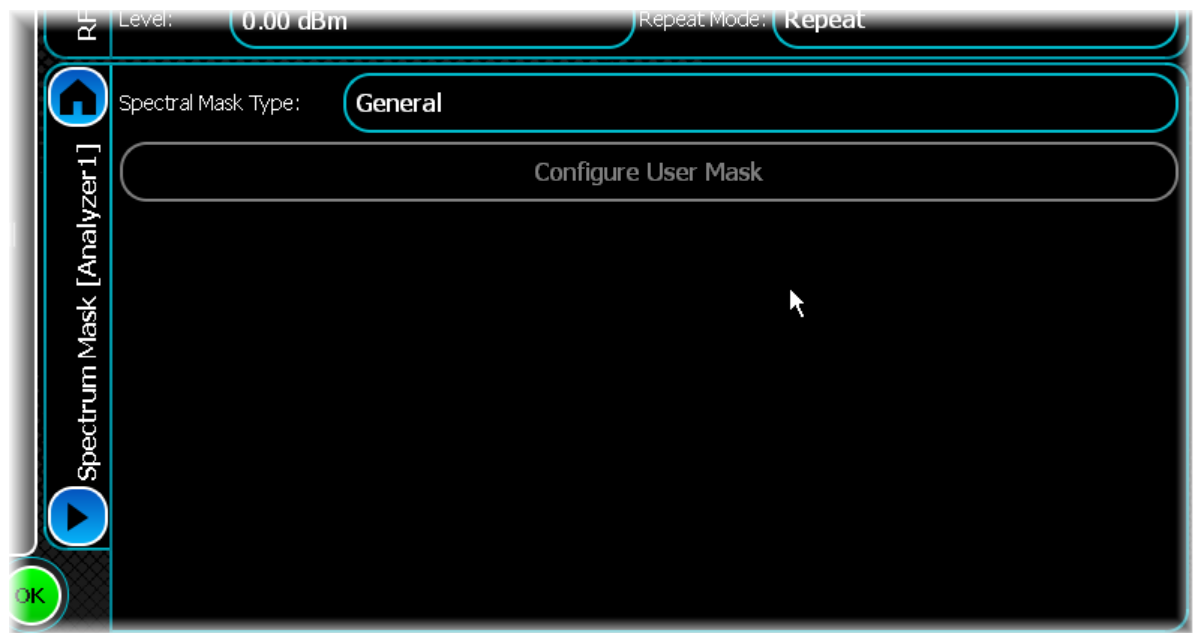 RF
Level: 0.00 dBm Repeat Mode: Repeat
Spectral Mask Type: General
Configure User Mask
Spectrum Mask [Analyzer1]
OK